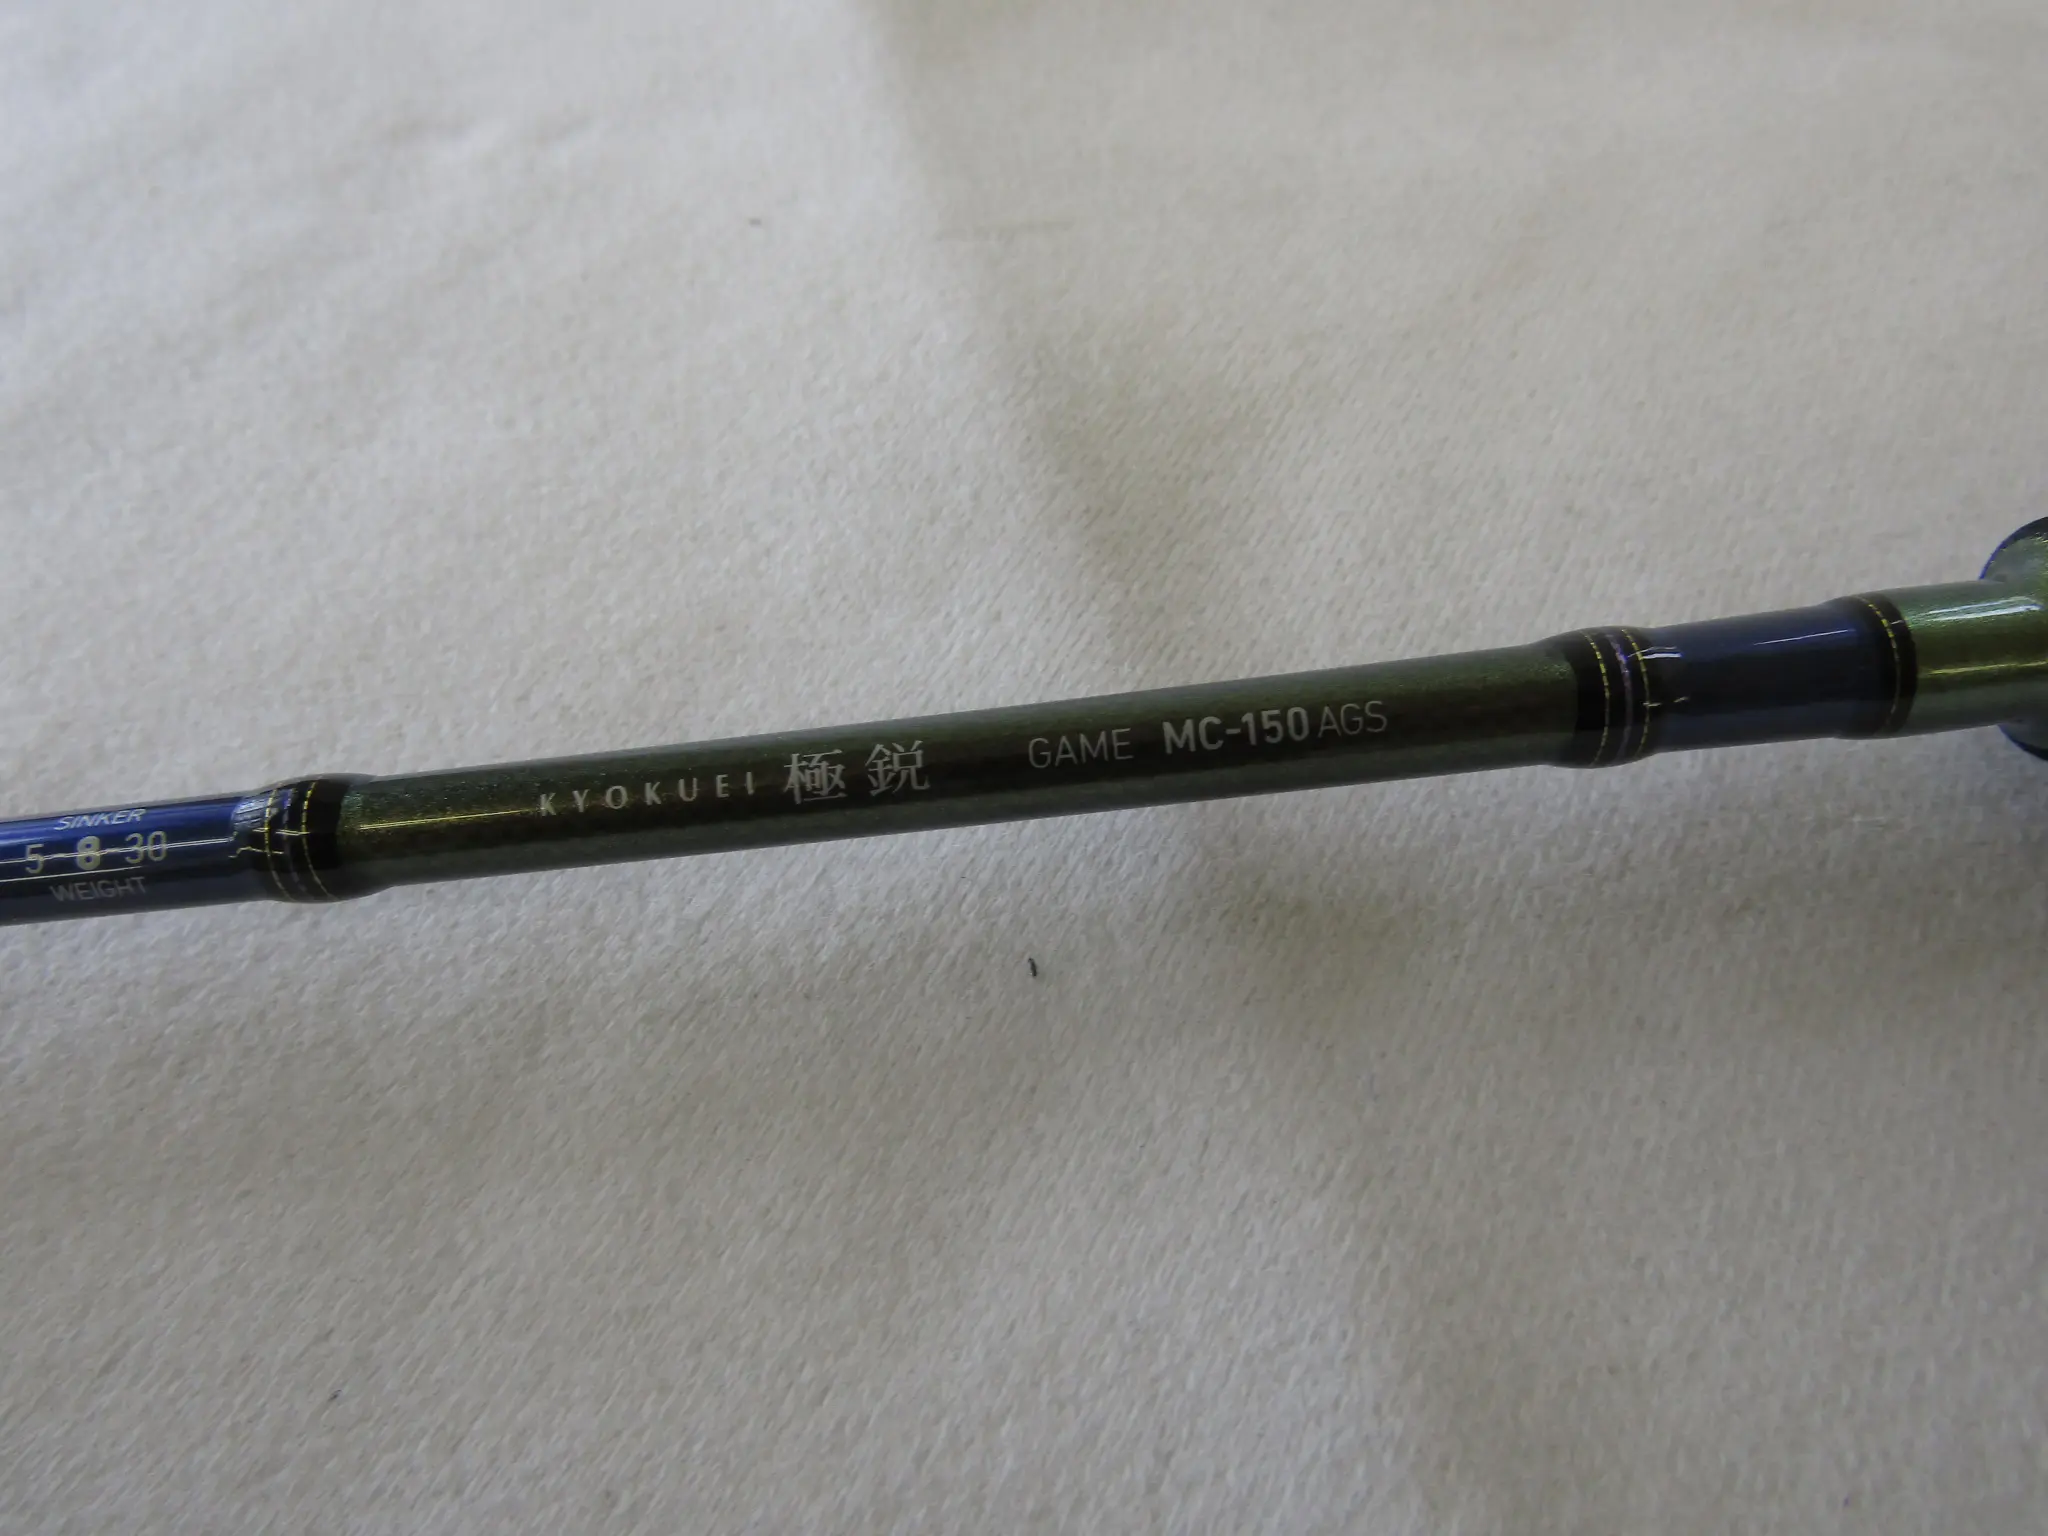 SINKER
5-8-30
WEIGHT
KYOKUEI 極鋭 GAME MC-150 AGS